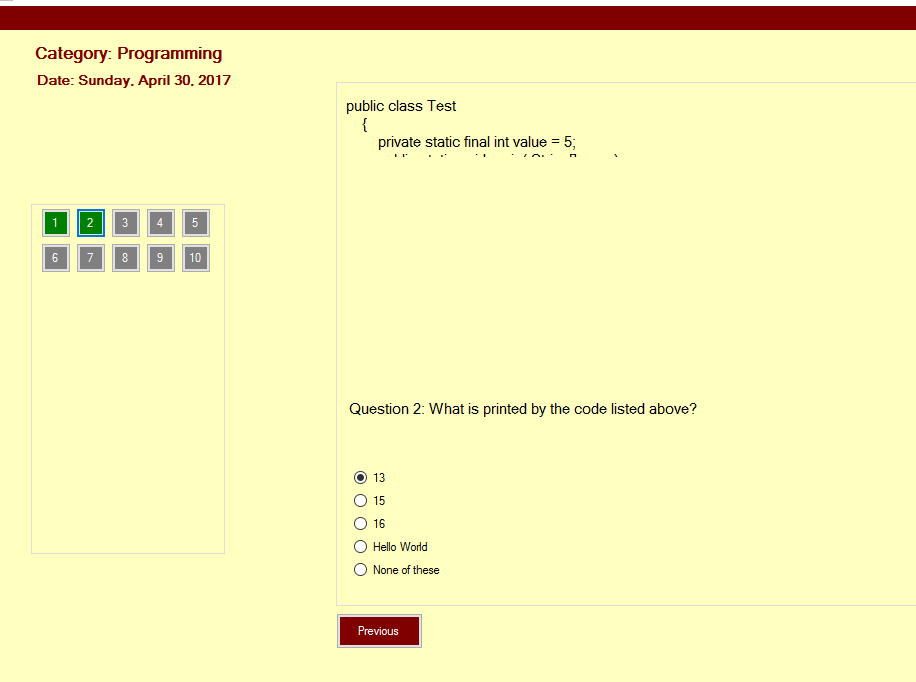 Category: Programming
Date: Sunday, April 30, 2017
public class Test
{
private static final int value = 5;
1 2 3 4 5
6 7 8 9 10
Question 2: What is printed by the code listed above?
13
15
16
Hello World
None of these
Previous